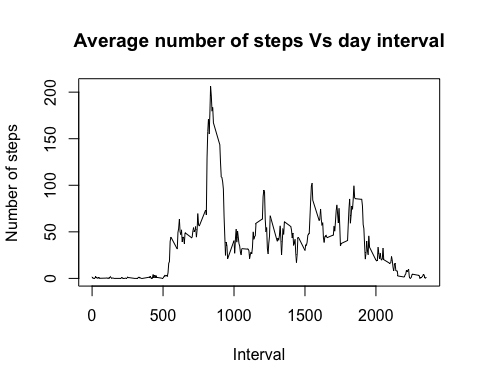 Average number of steps Vs day interval
Number of steps
200
150
100
50
0
0 500 1000 1500 2000
Interval